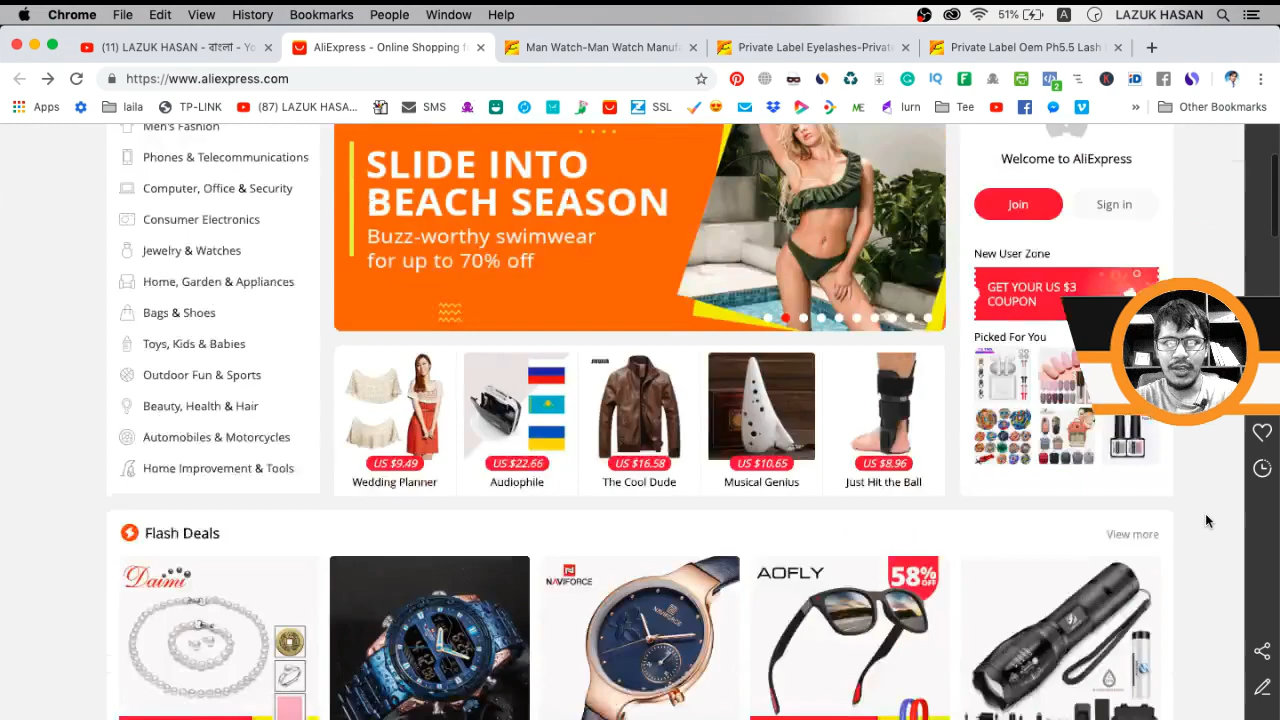 Chrome File Edit View History Bookmarks People Window Help 51% A LAZUK HASAN
(11) LAZUK HASAN - বাংলা - Yo
AliExpress - Online Shopping f
Man Watch-Man Watch Manufa
Private Label Eyelashes-Privat
Private Label Oem Ph5.5 Lash
https://www.aliexpress.com
Apps laila TP-LINK (87) LAZUK HASA... SMS SSL lurn Tee » Other Bookmarks
Men's Fashion
Phones & Telecommunications
Computer, Office & Security
Consumer Electronics
Jewelry & Watches
Home, Garden & Appliances
Bags & Shoes
Toys, Kids & Babies
Outdoor Fun & Sports
Beauty, Health & Hair
Automobiles & Motorcycles
Home Improvement & Tools
SLIDE INTO
BEACH SEASON
Buzz-worthy swimwear
for up to 70% off
Welcome to AliExpress
Join Sign in
New User Zone
GET YOUR US $3
COUPON
Picked For You
US $9.49
Wedding Planner
US $22.66
Audiophile
US $16.58
The Cool Dude
US $10.65
Musical Genius
US $8.96
Just Hit the Ball
Flash Deals
View more
Daimi
NAVIFORCE
AOFLY
58%
OFF